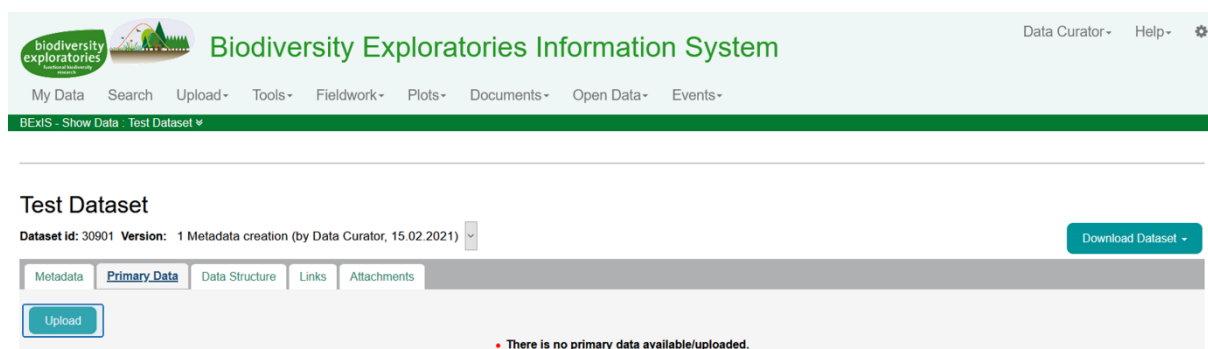 biodiversity
exploratories
functional biodiversity
research
Biodiversity Exploratories Information System
Data Curator Help
My Data Search Upload Tools Fieldwork Plots Documents Open Data Events
BExIS - Show Data : Test Dataset
Test Dataset
Dataset id: 30901 Version: 1 Metadata creation (by Data Curator, 15.02.2021)
Download Dataset
Metadata Primary Data Data Structure Links Attachments
Upload
• There is no primary data available/uploaded.